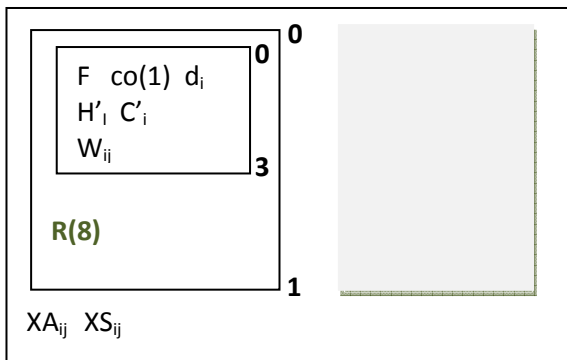 0
0
F co(1) dᵢ
H’ₗ C’ᵢ
Wᵢⱼ
3
R(8)
1
XAᵢⱼ XSᵢⱼ